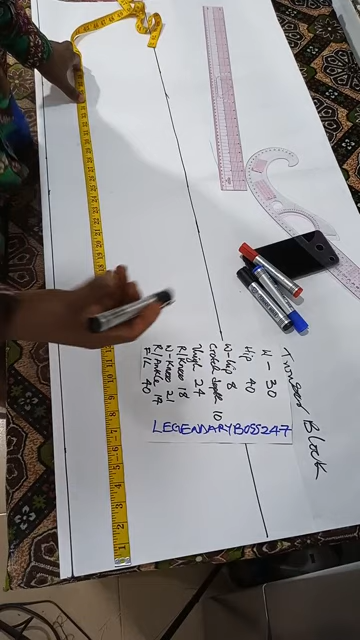 Trouser Block
W - 30
Hip 40
W-Hip 8
Crotch depth 10
Thigh 24
R/Knee 18
W-Knee 21
R/Ankle 14
F/L 40
LEGENDARYBOSS247